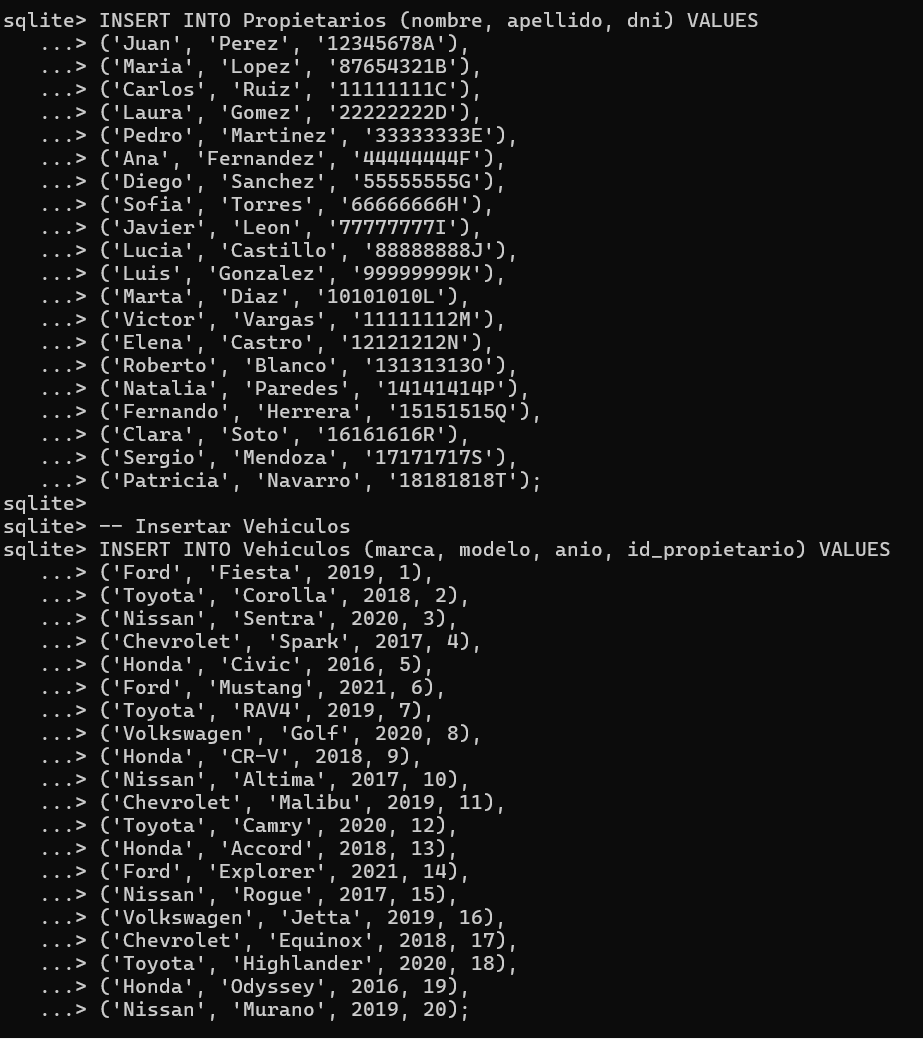 sqlite> INSERT INTO Propietarios (nombre, apellido, dni) VALUES
   ...> ('Juan', 'Perez', '12345678A'),
   ...> ('Maria', 'Lopez', '87654321B'),
   ...> ('Carlos', 'Ruiz', '11111111C'),
   ...> ('Laura', 'Gomez', '22222222D'),
   ...> ('Pedro', 'Martinez', '33333333E'),
   ...> ('Ana', 'Fernandez', '44444444F'),
   ...> ('Diego', 'Sanchez', '55555555G'),
   ...> ('Sofia', 'Torres', '66666666H'),
   ...> ('Javier', 'Leon', '77777777I'),
   ...> ('Lucia', 'Castillo', '88888888J'),
   ...> ('Luis', 'Gonzalez', '99999999K'),
   ...> ('Marta', 'Diaz', '10101010L'),
   ...> ('Victor', 'Vargas', '11111112M'),
   ...> ('Elena', 'Castro', '12121212N'),
   ...> ('Roberto', 'Blanco', '13131313O'),
   ...> ('Natalia', 'Paredes', '14141414P'),
   ...> ('Fernando', 'Herrera', '15151515Q'),
   ...> ('Clara', 'Soto', '16161616R'),
   ...> ('Sergio', 'Mendoza', '17171717S'),
   ...> ('Patricia', 'Navarro', '18181818T');
sqlite>
sqlite> -- Insertar Vehiculos
sqlite> INSERT INTO Vehiculos (marca, modelo, anio, id_propietario) VALUES
   ...> ('Ford', 'Fiesta', 2019, 1),
   ...> ('Toyota', 'Corolla', 2018, 2),
   ...> ('Nissan', 'Sentra', 2020, 3),
   ...> ('Chevrolet', 'Spark', 2017, 4),
   ...> ('Honda', 'Civic', 2016, 5),
   ...> ('Ford', 'Mustang', 2021, 6),
   ...> ('Toyota', 'RAV4', 2019, 7),
   ...> ('Volkswagen', 'Golf', 2020, 8),
   ...> ('Honda', 'CR-V', 2018, 9),
   ...> ('Nissan', 'Altima', 2017, 10),
   ...> ('Chevrolet', 'Malibu', 2019, 11),
   ...> ('Toyota', 'Camry', 2020, 12),
   ...> ('Honda', 'Accord', 2018, 13),
   ...> ('Ford', 'Explorer', 2021, 14),
   ...> ('Nissan', 'Rogue', 2017, 15),
   ...> ('Volkswagen', 'Jetta', 2019, 16),
   ...> ('Chevrolet', 'Equinox', 2018, 17),
   ...> ('Toyota', 'Highlander', 2020, 18),
   ...> ('Honda', 'Odyssey', 2016, 19),
   ...> ('Nissan', 'Murano', 2019, 20);